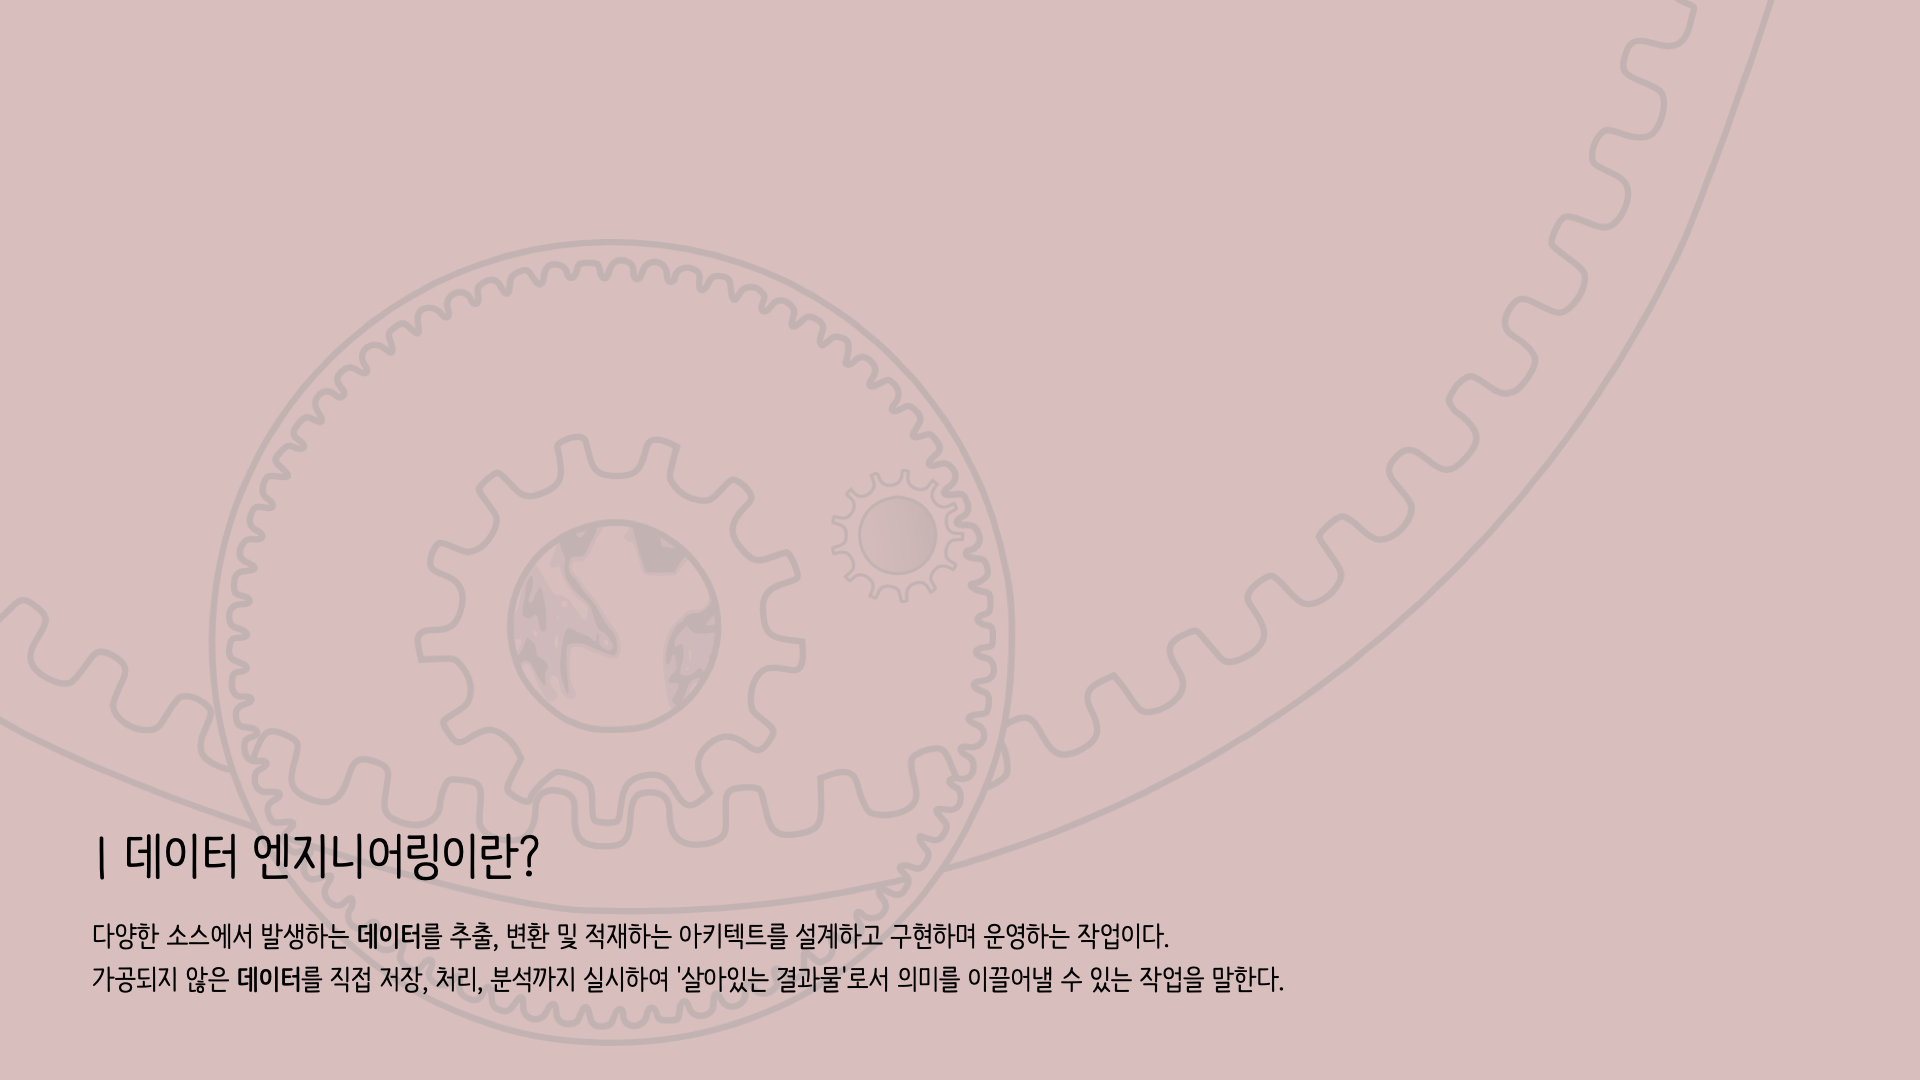 | 데이터 엔지니어링이란?
다양한 소스에서 발생하는 데이터를 추출, 변환 및 적재하는 아키텍트를 설계하고 구현하며 운영하는 작업이다.
가공되지 않은 데이터를 직접 저장, 처리, 분석까지 실시하여 '살아있는 결과물'로서 의미를 이끌어낼 수 있는 작업을 말한다.